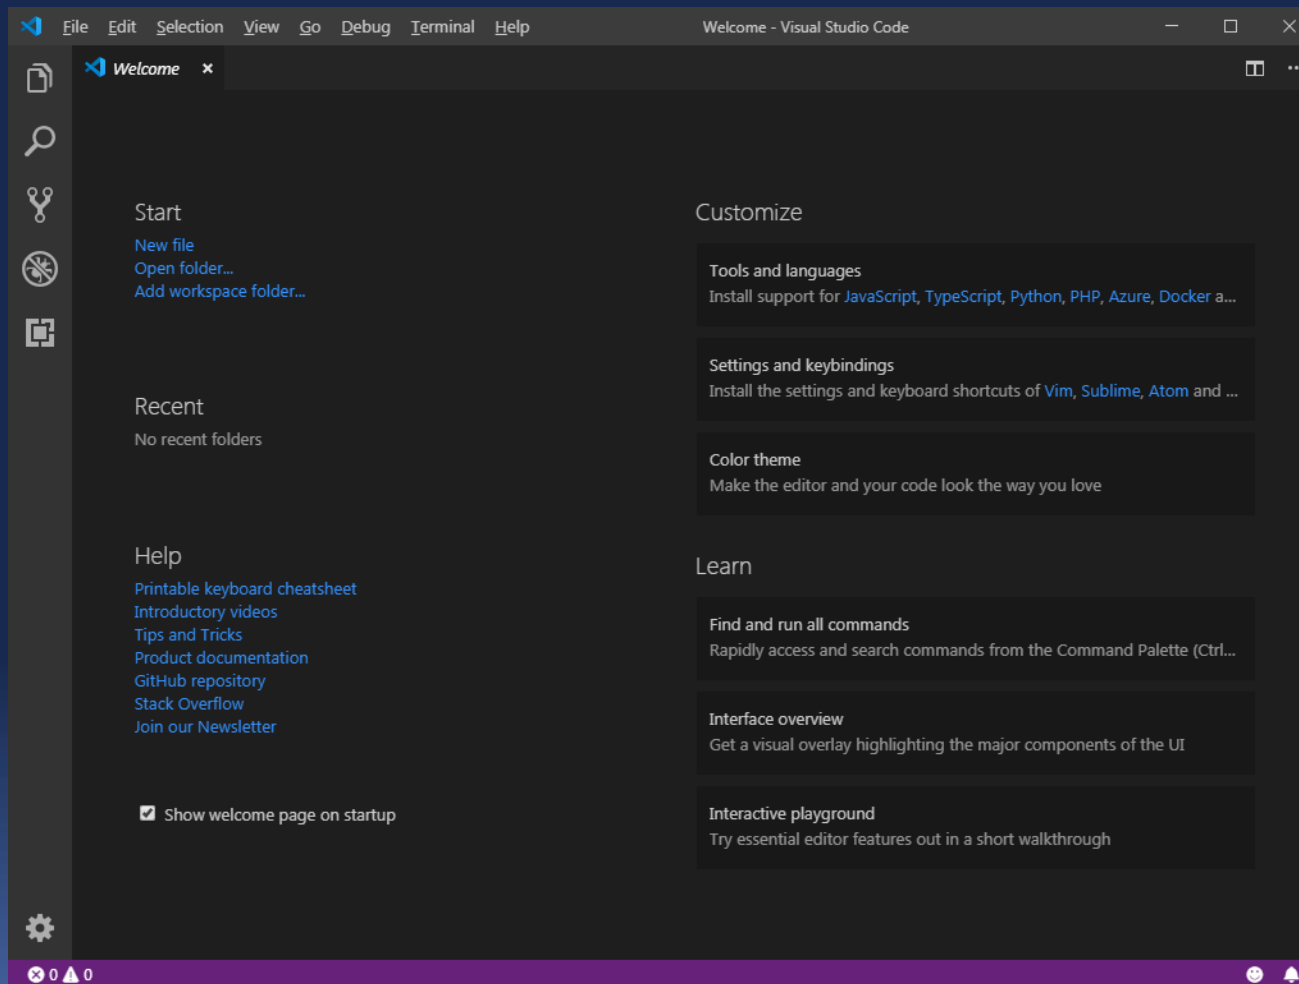 File Edit Selection View Go Debug Terminal Help Welcome - Visual Studio Code
Welcome
Start
New file
Open folder...
Add workspace folder...
Recent
No recent folders
Help
Printable keyboard cheatsheet
Introductory videos
Tips and Tricks
Product documentation
GitHub repository
Stack Overflow
Join our Newsletter
Show welcome page on startup
Customize
Tools and languages
Install support for JavaScript, TypeScript, Python, PHP, Azure, Docker a...
Settings and keybindings
Install the settings and keyboard shortcuts of Vim, Sublime, Atom and ...
Color theme
Make the editor and your code look the way you love
Learn
Find and run all commands
Rapidly access and search commands from the Command Palette (Ctrl...
Interface overview
Get a visual overlay highlighting the major components of the UI
Interactive playground
Try essential editor features out in a short walkthrough
0 0